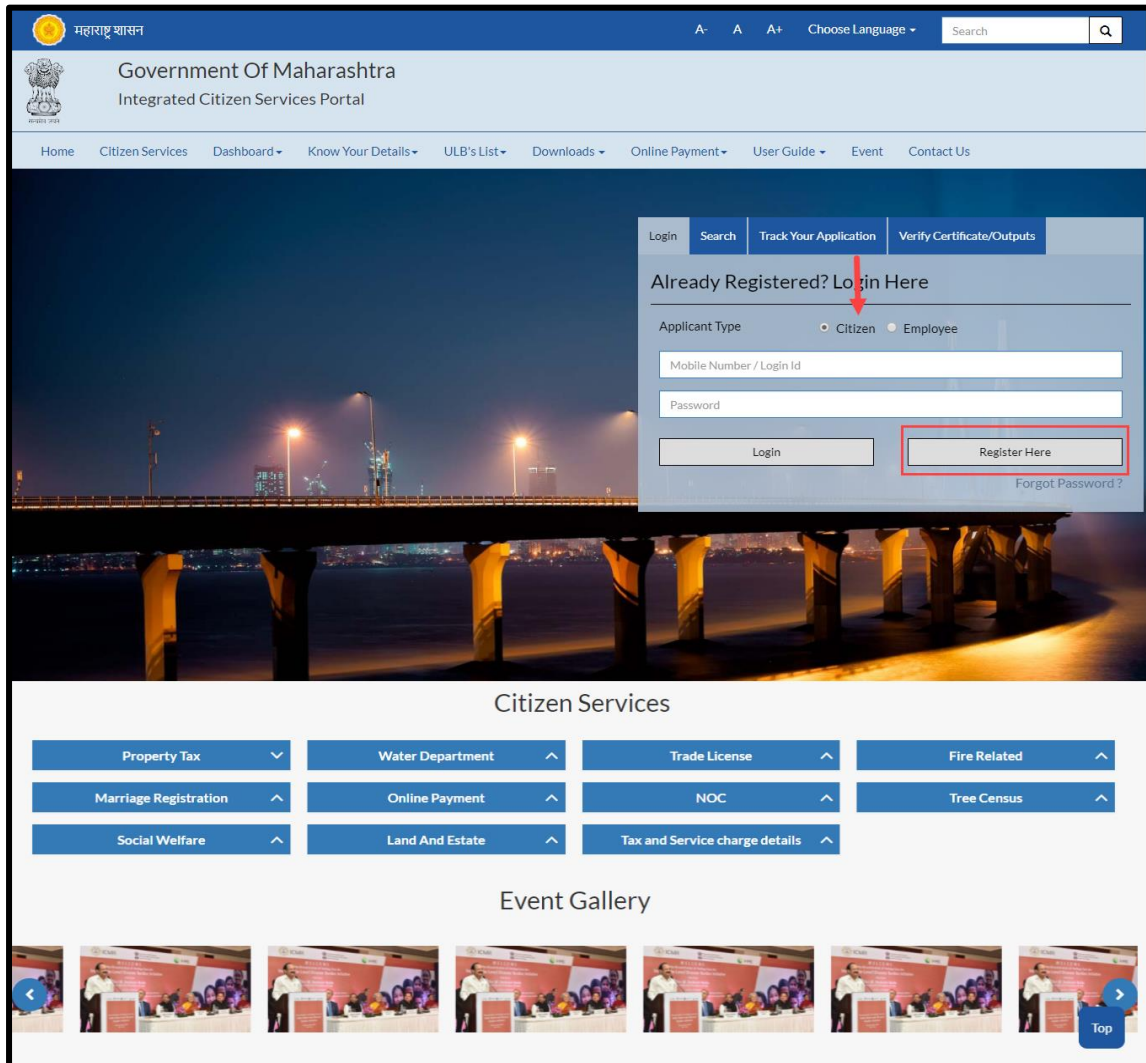 महाराष्ट्र शासन A- A A+ Choose Language Search
Government Of Maharashtra
Integrated Citizen Services Portal
Home Citizen Services Dashboard Know Your Details ULB's List Downloads Online Payment User Guide Event Contact Us
Login Search Track Your Application Verify Certificate/Outputs
Already Registered? Login Here
Applicant Type Citizen Employee
Mobile Number / Login Id
Password
Login Register Here
Forgot Password ?
Citizen Services
Property Tax Water Department Trade License Fire Related
Marriage Registration Online Payment NOC Tree Census
Social Welfare Land And Estate Tax and Service charge details
Event Gallery
Top